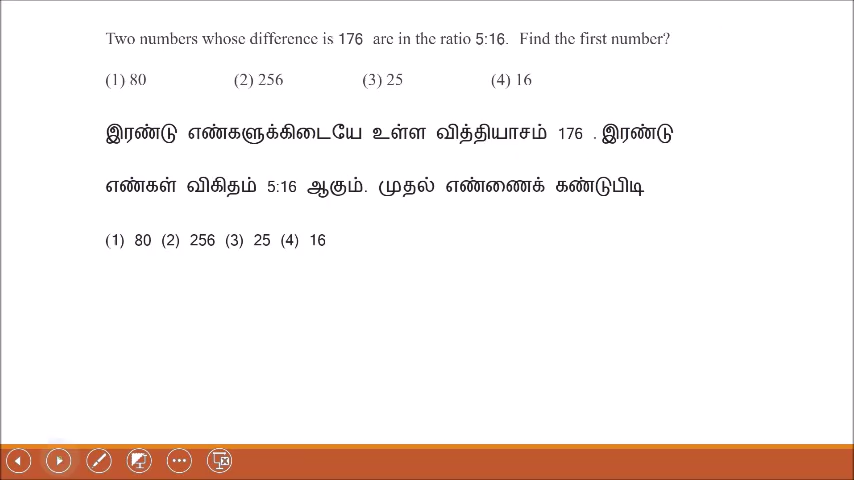 Two numbers whose difference is 176 are in the ratio 5:16. Find the first number?
(1) 80 (2) 256 (3) 25 (4) 16
இரண்டு எண்களுக்கிடையே உள்ள வித்தியாசம் 176 . இரண்டு
எண்கள் விகிதம் 5:16 ஆகும். முதல் எண்ணைக் கண்டுபிடி
(1) 80 (2) 256 (3) 25 (4) 16